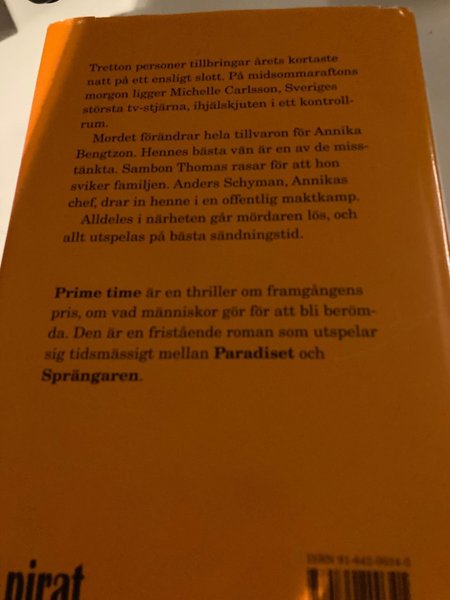 Tretton personer tillbringar årets kortaste
natt på ett ensligt slott. På midsommaraftons
morgon ligger Michelle Carlsson, Sveriges
största tv-stjärna, ihjälskjuten i ett kontroll-
rum.
Mordet förändrar hela tillvaron för Annika
Bengtzon. Hennes bästa vän är en av de miss-
tänkta. Sambon Thomas rasar för att hon
sviker familjen. Anders Schyman, Annikas
chef, drar in henne i en offentlig maktkamp.
Alldeles i närheten går mördaren lös, och
allt utspelas på bästa sändningstid.
Prime time är en thriller om framgångens
pris, om vad människor gör för att bli beröm-
da. Den är en fristående roman som utspelar
sig tidsmässigt mellan Paradiset och
Sprängaren.
pirat
ISBN